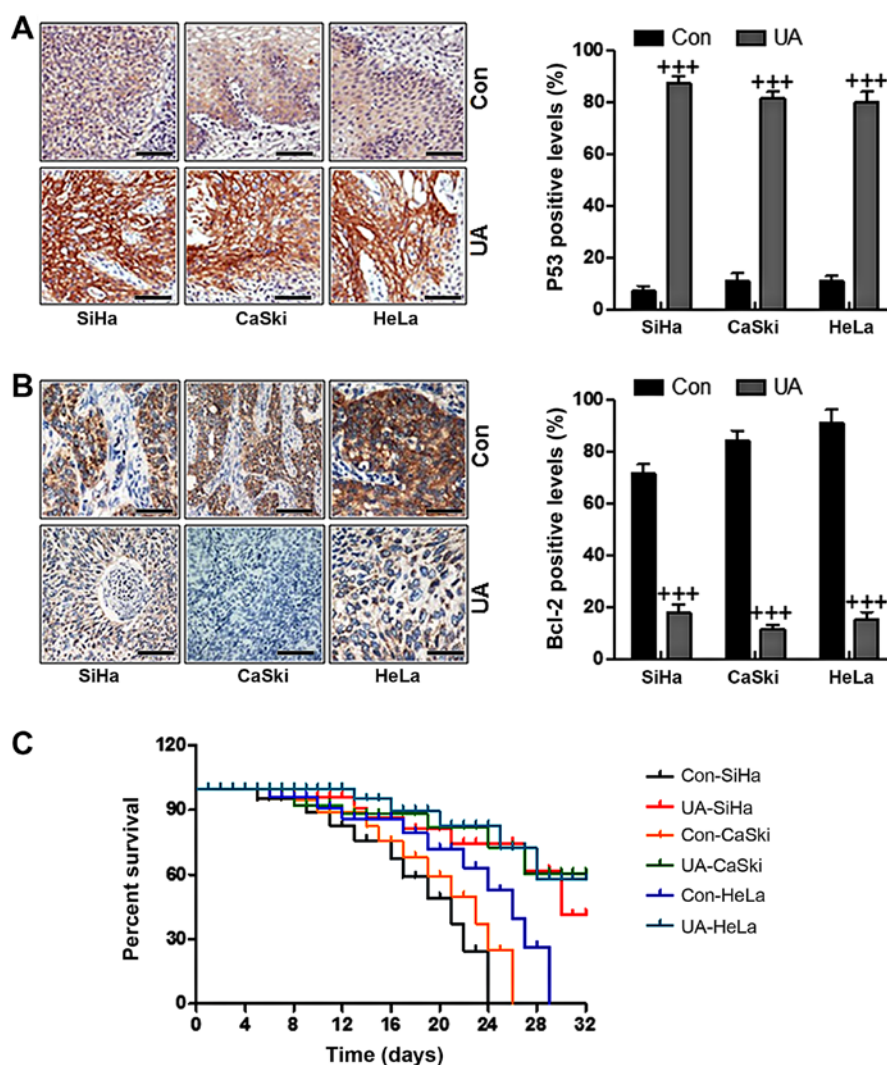 A
Con
UA
SiHa CaSki HeLa
Con UA
P53 positive levels (%)
100
80
60
40
20
0
+++ +++ +++
SiHa CaSki HeLa
B
Con
UA
SiHa CaSki HeLa
Con UA
Bcl-2 positive levels (%)
100
80
60
40
20
0
+++ +++ +++
SiHa CaSki HeLa
C
Percent survival
120
90
60
30
0
0 4 8 12 16 20 24 28 32
Time (days)
Con-SiHa
UA-SiHa
Con-CaSki
UA-CaSki
Con-HeLa
UA-HeLa